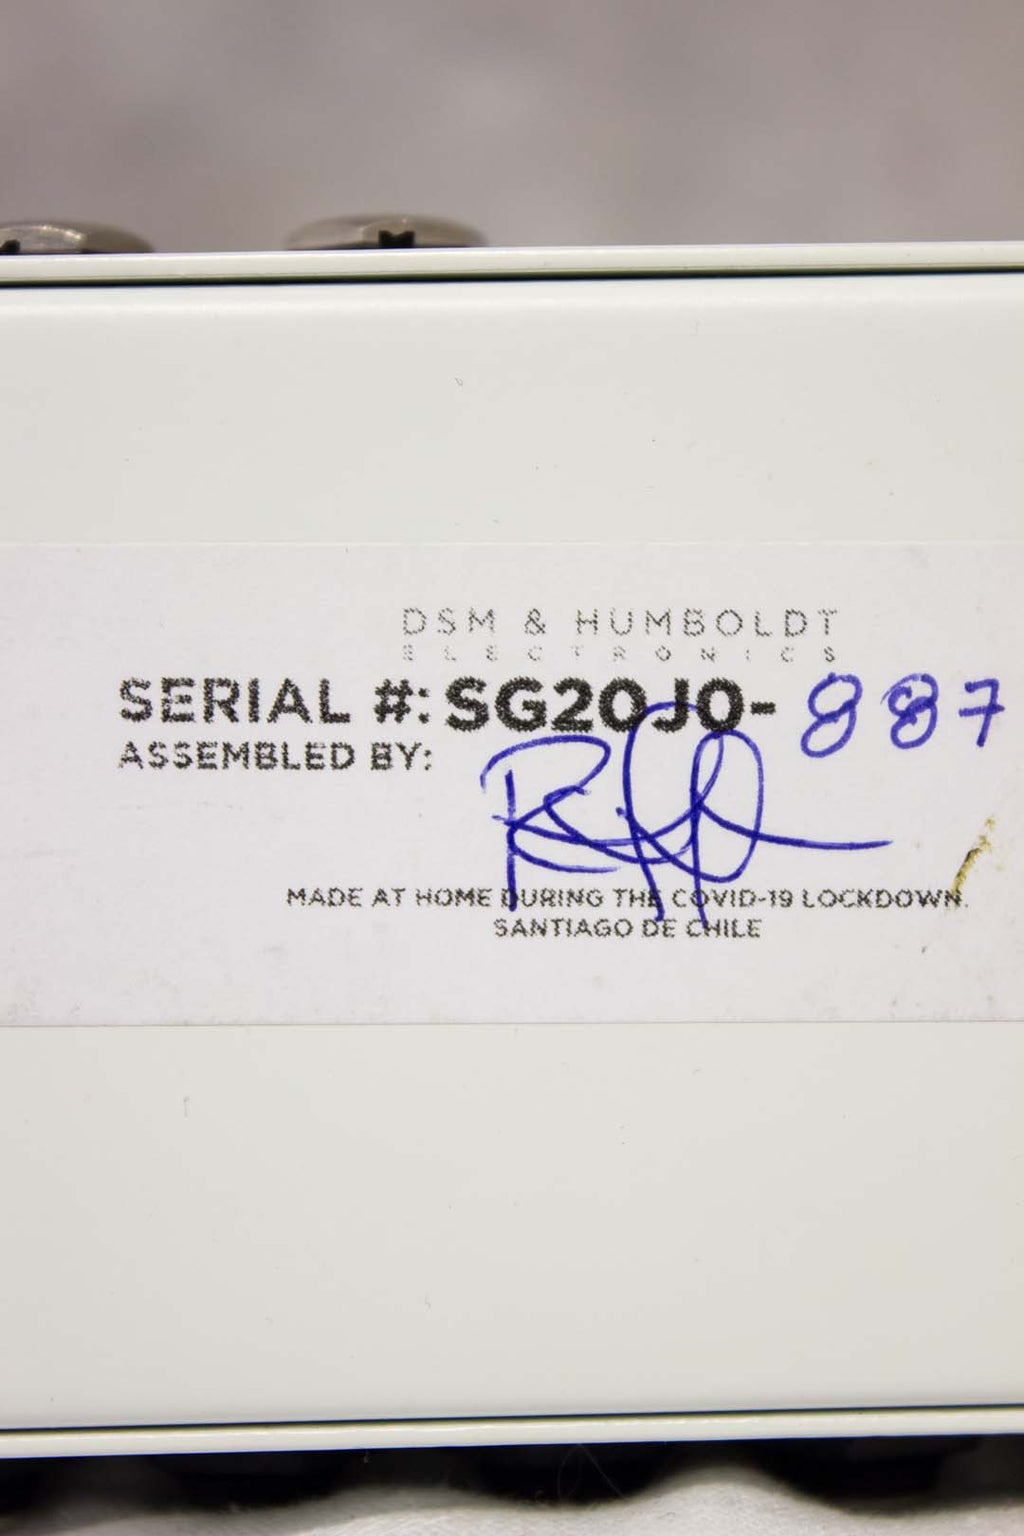 DSM & HUMBOLDT
ELECTRONICS
SERIAL #: SG20J0-887
ASSEMBLED BY:
MADE AT HOME DURING THE COVID-19 LOCKDOWN.
SANTIAGO DE CHILE